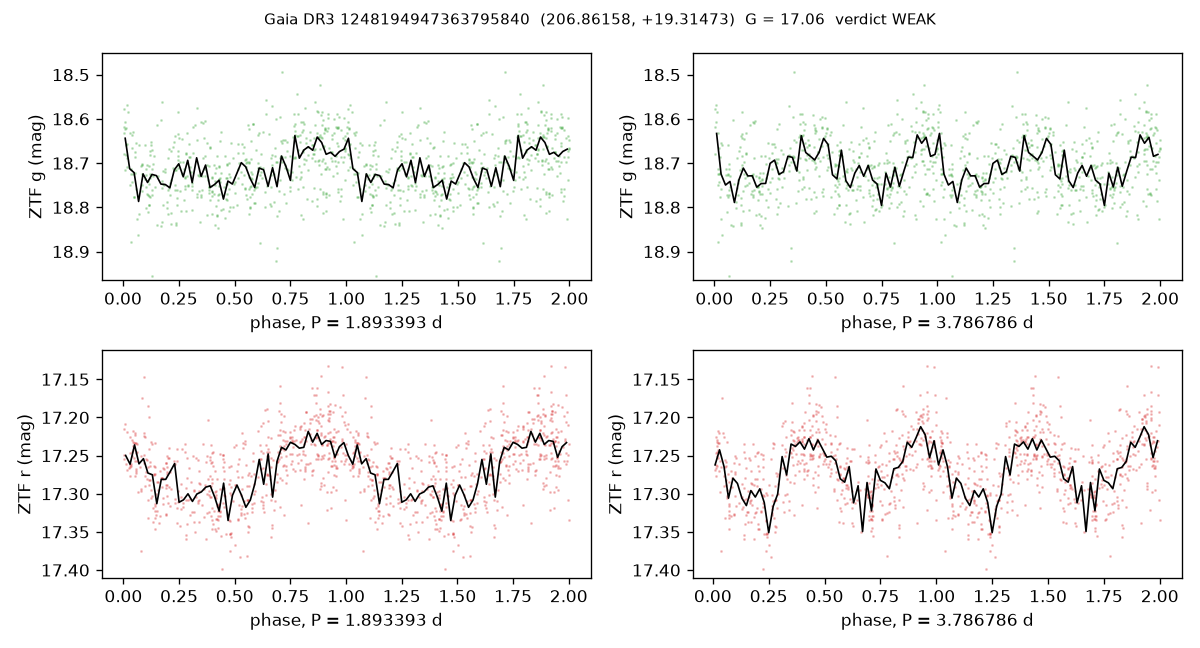 Gaia DR3 1248194947363795840 (206.86158, +19.31473) G = 17.06 verdict WEAK
ZTF g (mag)
18.5
18.6
18.7
18.8
18.9
0.00 0.25 0.50 0.75 1.00 1.25 1.50 1.75 2.00
phase, P = 1.893393 d
ZTF g (mag)
18.5
18.6
18.7
18.8
18.9
0.00 0.25 0.50 0.75 1.00 1.25 1.50 1.75 2.00
phase, P = 3.786786 d
ZTF r (mag)
17.15
17.20
17.25
17.30
17.35
17.40
0.00 0.25 0.50 0.75 1.00 1.25 1.50 1.75 2.00
phase, P = 1.893393 d
ZTF r (mag)
17.15
17.20
17.25
17.30
17.35
17.40
0.00 0.25 0.50 0.75 1.00 1.25 1.50 1.75 2.00
phase, P = 3.786786 d